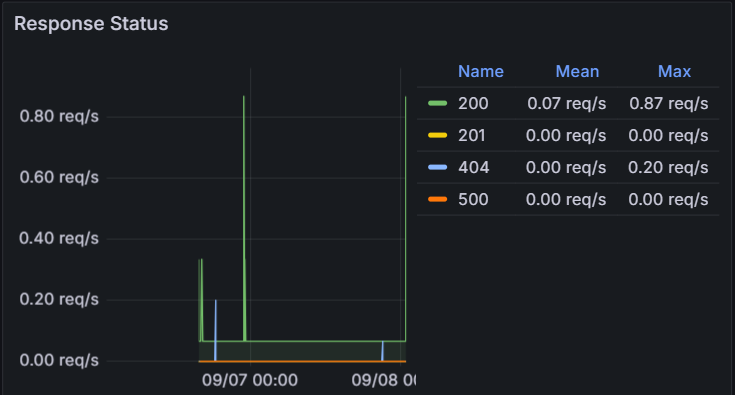 Response Status
Name Mean Max
0.80 req/s
200 0.07 req/s 0.87 req/s
201 0.00 req/s 0.00 req/s
0.60 req/s
404 0.00 req/s 0.20 req/s
500 0.00 req/s 0.00 req/s
0.40 req/s
0.20 req/s
0.00 req/s
09/07 00:00
09/08 0